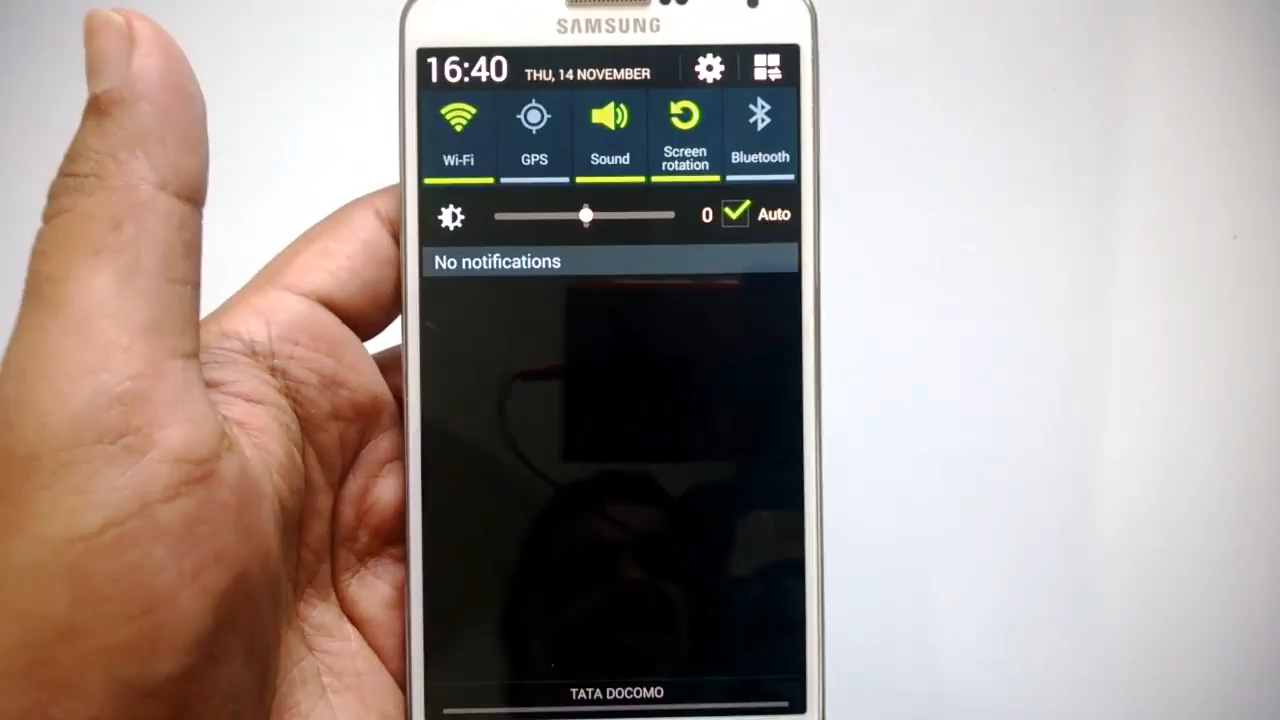 SAMSUNG
16:40 THU, 14 NOVEMBER
Wi-Fi GPS Sound Screen rotation Bluetooth
0 Auto
No notifications
TATA DOCOMO